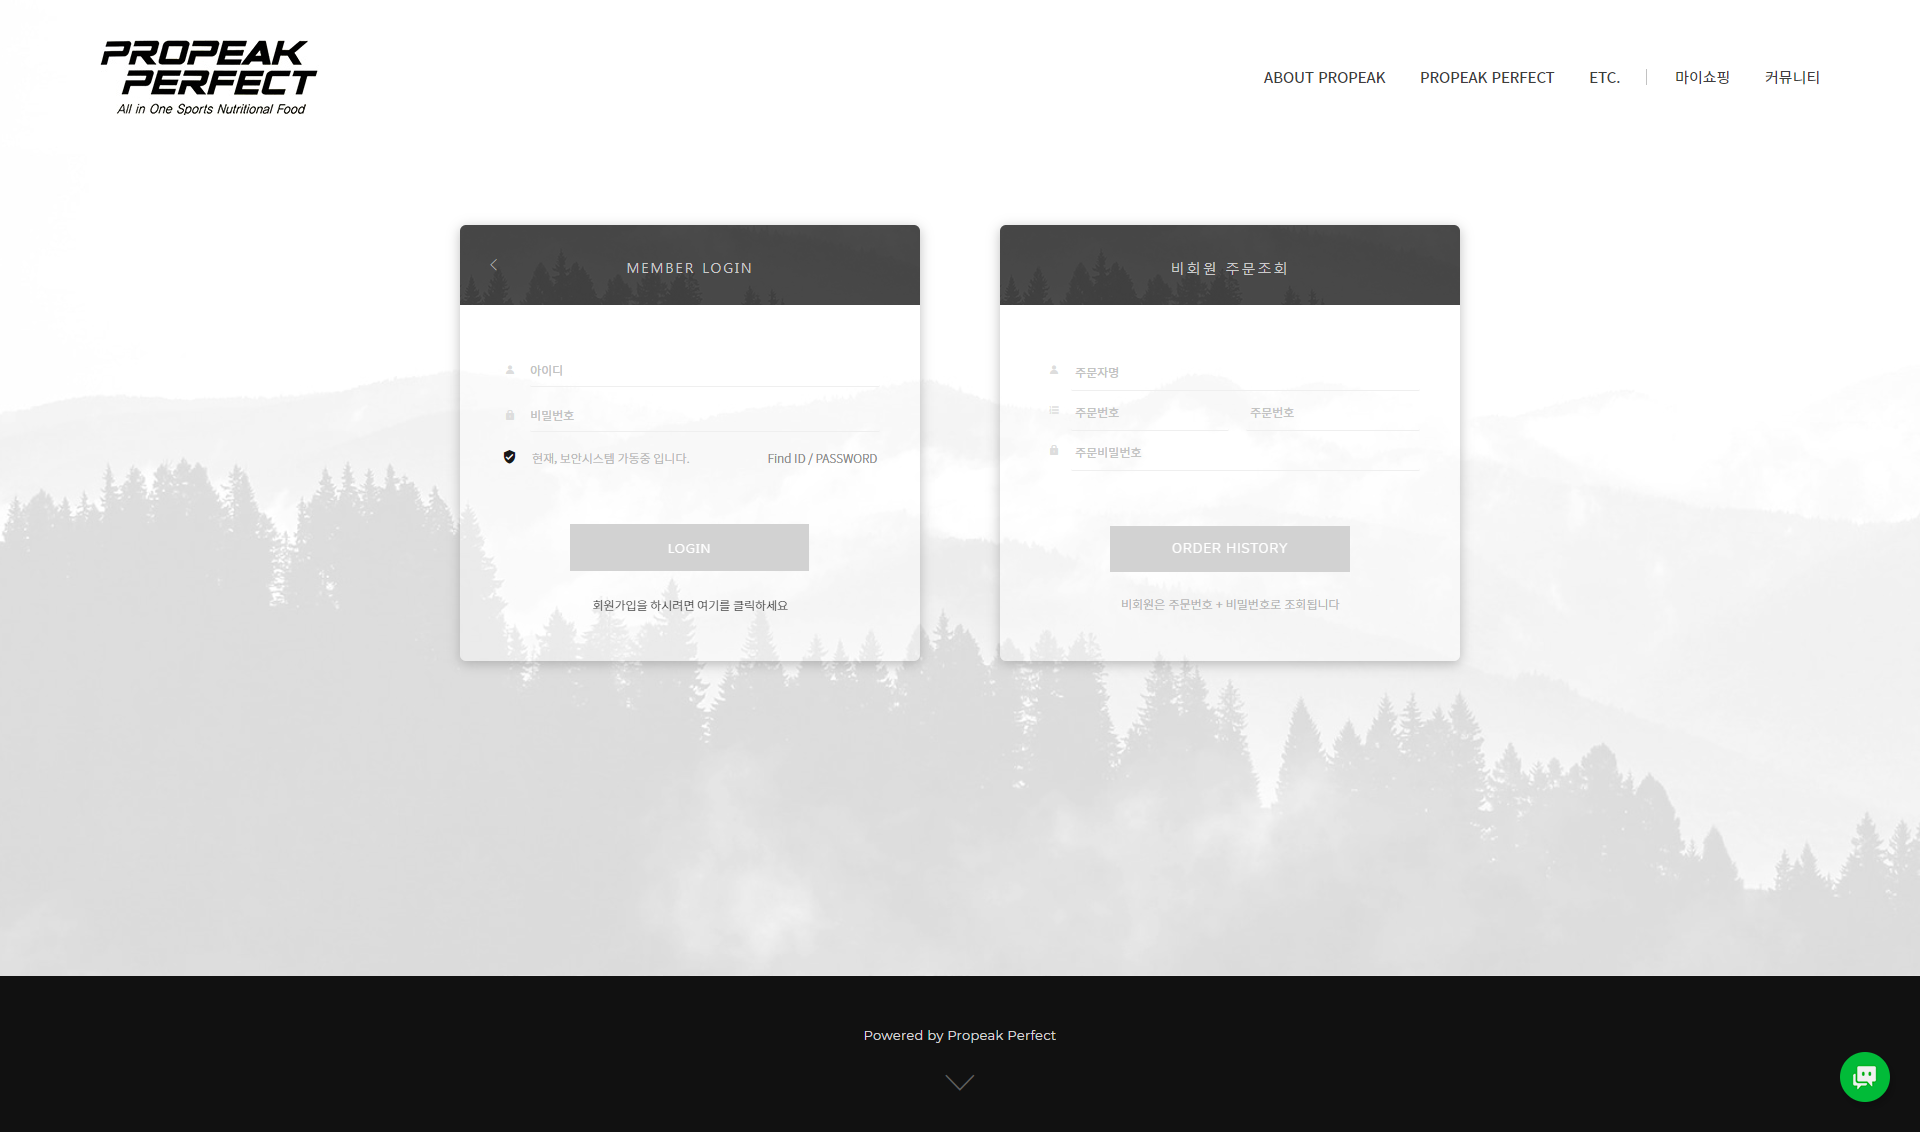 PROPEAK
PERFECT
All in One Sports Nutritional Food
ABOUT PROPEAK
PROPEAK PERFECT
ETC.
마이쇼핑
커뮤니티
MEMBER LOGIN
아이디
비밀번호
현재, 보안시스템 가동중 입니다.
Find ID / PASSWORD
LOGIN
회원가입을 하시려면 여기를 클릭하세요
비회원 주문조회
주문자명
주문번호
주문번호
주문비밀번호
ORDER HISTORY
비회원은 주문번호 + 비밀번호로 조회됩니다
Powered by Propeak Perfect